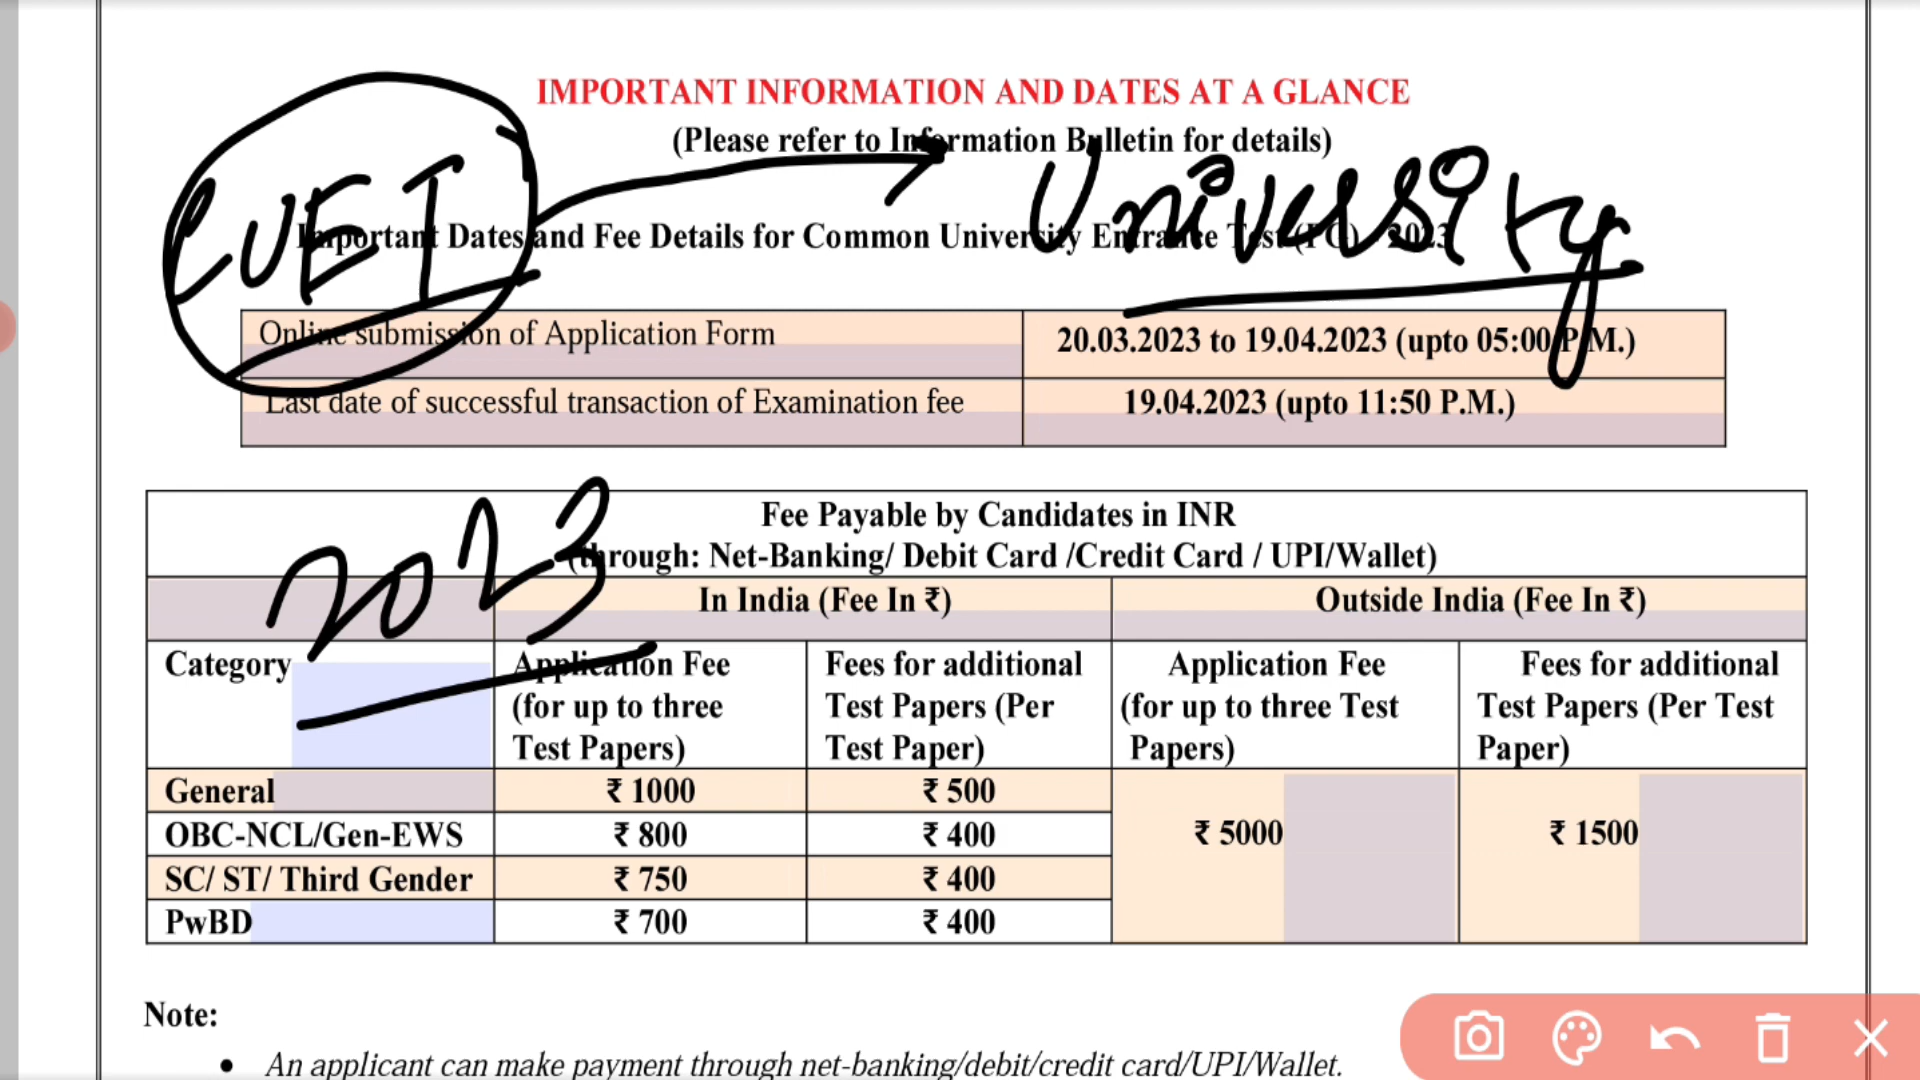 IMPORTANT INFORMATION AND DATES AT A GLANCE
(Please refer to Information Bulletin for details)
CUET
University
Important Dates and Fee Details for Common University Entrance Test (PG) - 2023
Online submission of Application Form 20.03.2023 to 19.04.2023 (upto 05:00 P.M.)
Last date of successful transaction of Examination fee 19.04.2023 (upto 11:50 P.M.)
2023
Fee Payable by Candidates in INR
(through: Net-Banking/ Debit Card /Credit Card / UPI/Wallet)
In India (Fee In ₹) Outside India (Fee In ₹)
Category Application Fee Fees for additional Application Fee Fees for additional
(for up to three Test Papers (Per (for up to three Test Test Papers (Per Test
Test Papers) Test Paper) Papers) Paper)
General ₹ 1000 ₹ 500
OBC-NCL/Gen-EWS ₹ 800 ₹ 400 ₹ 5000 ₹ 1500
SC/ ST/ Third Gender ₹ 750 ₹ 400
PwBD ₹ 700 ₹ 400
Note:
• An applicant can make payment through net-banking/debit/credit card/UPI/Wallet.